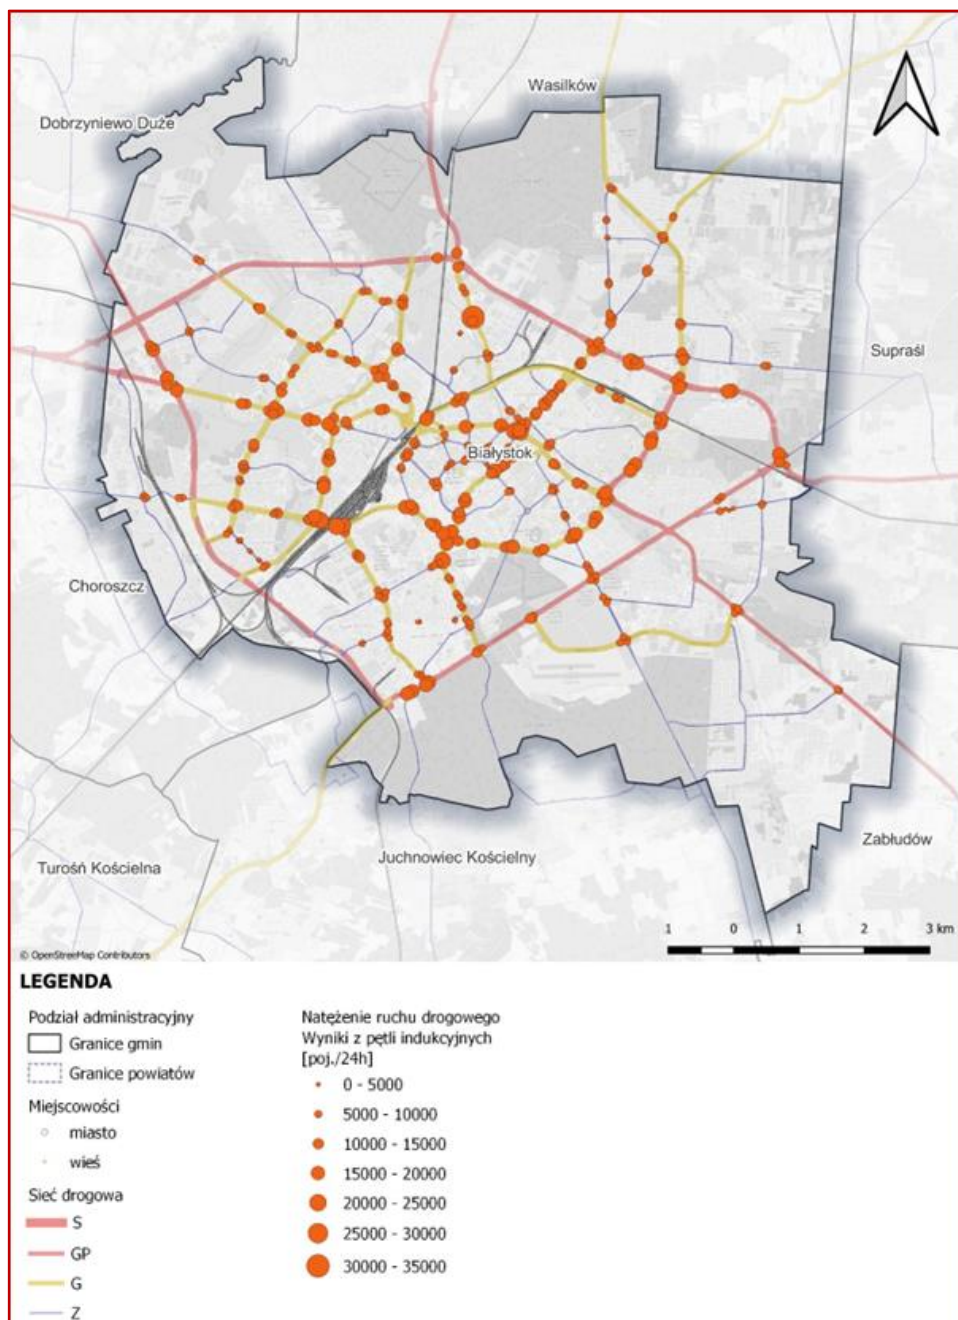 Wasilków
Dobrzyniewo Duże
Supraśl
Białystok
Choroszcz
Zabłudów
Juchnowiec Kościelny
Turośń Kościelna
1 0 1 2 3 km
© OpenStreetMap Contributors
LEGENDA
Podział administracyjny
Granice gmin
Granice powiatów
Miejscowości
miasto
wieś
Sieć drogowa
S
GP
G
Z
Natężenie ruchu drogowego
Wyniki z pętli indukcyjnych
[poj./24h]
0 - 5000
5000 - 10000
10000 - 15000
15000 - 20000
20000 - 25000
25000 - 30000
30000 - 35000